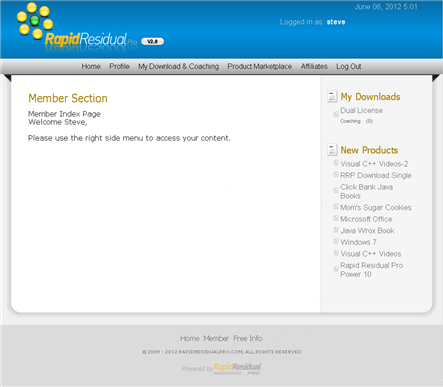 June 06, 2012 5:01
Logged in as: steve
RapidResidual Pro V2.0
Home Profile My Download & Coaching Product Marketplace Affiliates Log Out
Member Section
Member Index Page
Welcome Steve,
Please use the right side menu to access your content.
My Downloads
Dual License
Coaching (0)
New Products
Visual C++ Videos-2
RRP Download Single
Click Bank Java
Books
Mom's Sugar Cookies
Microsoft Office
Java Wrox Book
Windows 7
Visual C++ Videos
Rapid Residual Pro
Power 10
Home Member Free Info
© 2009 - 2012 RAPIDRESIDUALPRO.COM, ALL RIGHTS RESERVED
Powered by RapidResidual
PRO